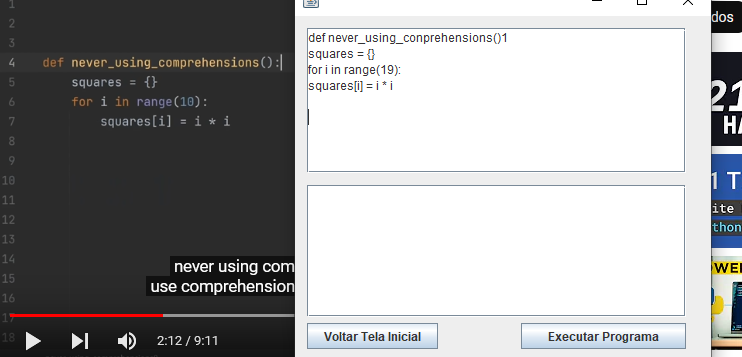 1
2
3
4 def never_using_comprehensions():
5 squares = {}
6 for i in range(10):
7 squares[i] = i * i
8
9
10
11
12
13
14
15
16
17
18
never using com
use comprehension
2:12 / 9:11
def never_using_conprehensions()1
squares = {}
for i in range(19):
squares[i] = i * i
Voltar Tela Inicial
Executar Programa
dos
21
HA
1 T
ite
thon
WE